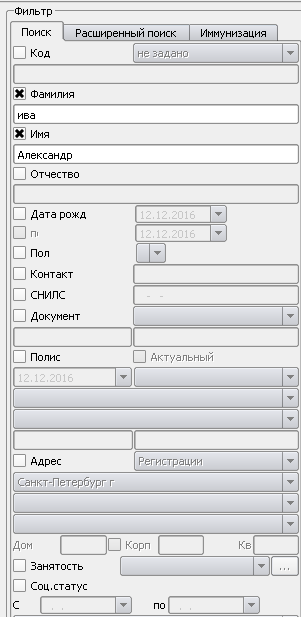 Фильтр
Поиск Расширенный поиск Иммунизация
Код не задано
Фамилия
ива
Имя
Александр
Отчество
Дата рожд 12.12.2016
12.12.2016
Пол
Контакт
СНИЛС - -
Документ
Полис Актуальный
12.12.2016
Адрес Регистрации
Санкт-Петербург г
Дом Корп Кв
Занятость ...
Соц.статус
С . . по . .